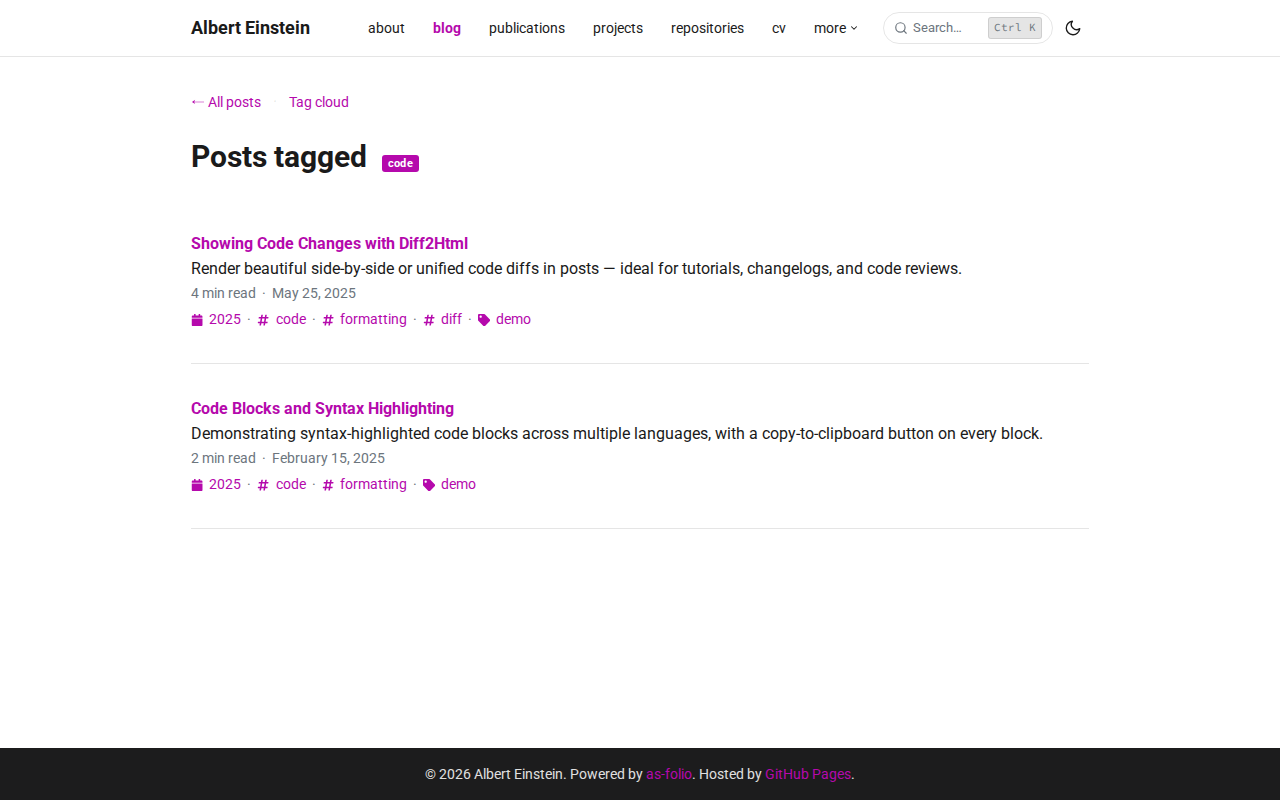 Albert Einstein about blog publications projects repositories cv more Search... Ctrl K
← All posts · Tag cloud
Posts tagged code
Showing Code Changes with Diff2Html
Render beautiful side-by-side or unified code diffs in posts — ideal for tutorials, changelogs, and code reviews.
4 min read · May 25, 2025
2025 · # code · # formatting · # diff · demo
Code Blocks and Syntax Highlighting
Demonstrating syntax-highlighted code blocks across multiple languages, with a copy-to-clipboard button on every block.
2 min read · February 15, 2025
2025 · # code · # formatting · demo
© 2026 Albert Einstein. Powered by as-folio. Hosted by GitHub Pages.